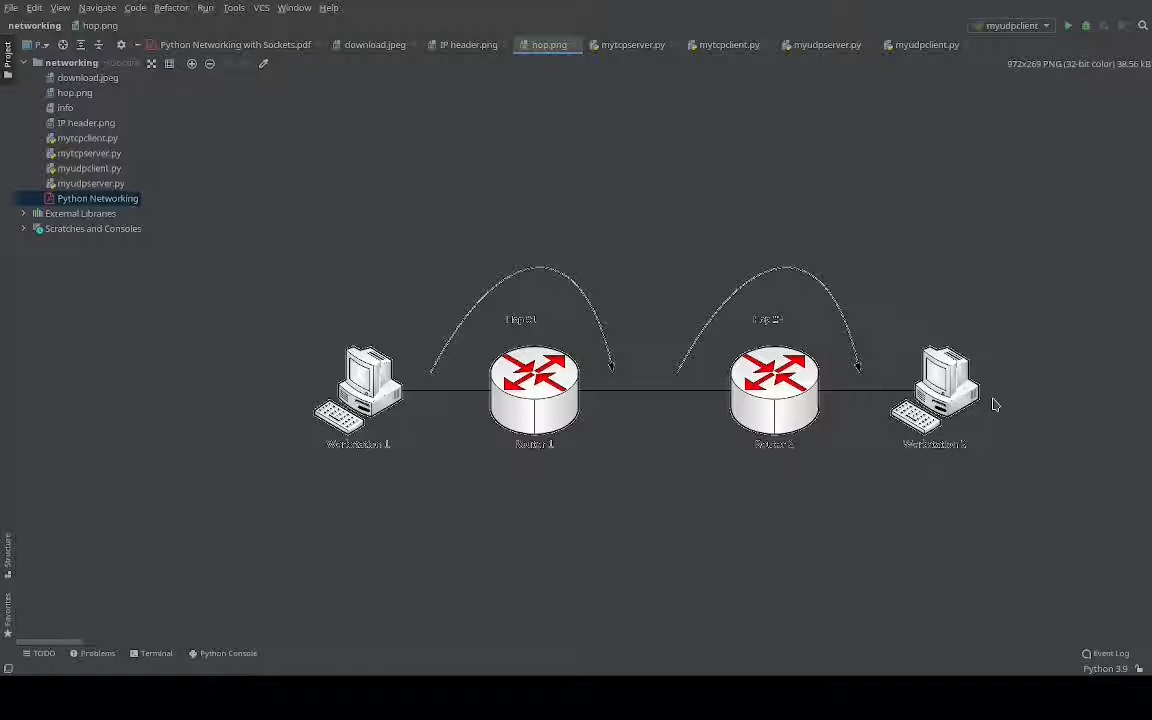 File Edit View Navigate Code Refactor Run Tools VCS Window Help
networking hop.png myudpclient
Project P... Python Networking with Sockets.pdf download.jpeg IP header.png hop.png mytcpserver.py mytcpclient.py myudpserver.py myudpclient.py
networking
972x269 PNG (32-bit color) 38.56 kB
download.jpeg
hop.png
info
IP header.png
mytcpclient.py
mytcpserver.py
myudpclient.py
myudpserver.py
Python Networking
External Libraries
Scratches and Consoles
Hop 1 Hop 2
Workstation 1 Router 1 Router 2 Workstation 2
Structure
Favorites
TODO Problems Terminal Python Console Event Log
Python 3.9